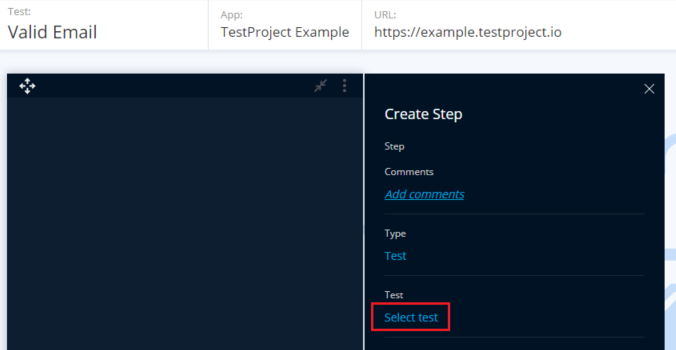 Test:
Valid Email
App:
TestProject Example
URL:
https://example.testproject.io
Create Step
Step
Comments
Add comments
Type
Test
Test
Select test